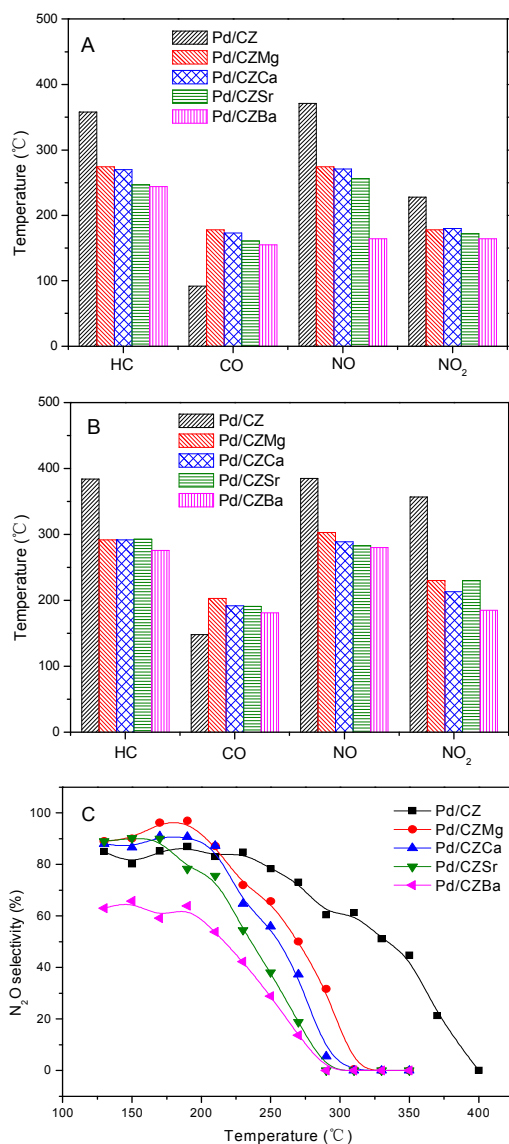 A
Pd/CZ
Pd/CZMg
Pd/CZCa
Pd/CZSr
Pd/CZBa
Temperature (℃)
500
400
300
200
100
0
HC CO NO NO₂
B
Pd/CZ
Pd/CZMg
Pd/CZCa
Pd/CZSr
Pd/CZBa
Temperature (℃)
500
400
300
200
100
0
HC CO NO NO₂
C
Pd/CZ
Pd/CZMg
Pd/CZCa
Pd/CZSr
Pd/CZBa
N₂O selectivity (%)
100
80
60
40
20
0
100 150 200 250 300 350 400
Temperature (℃)